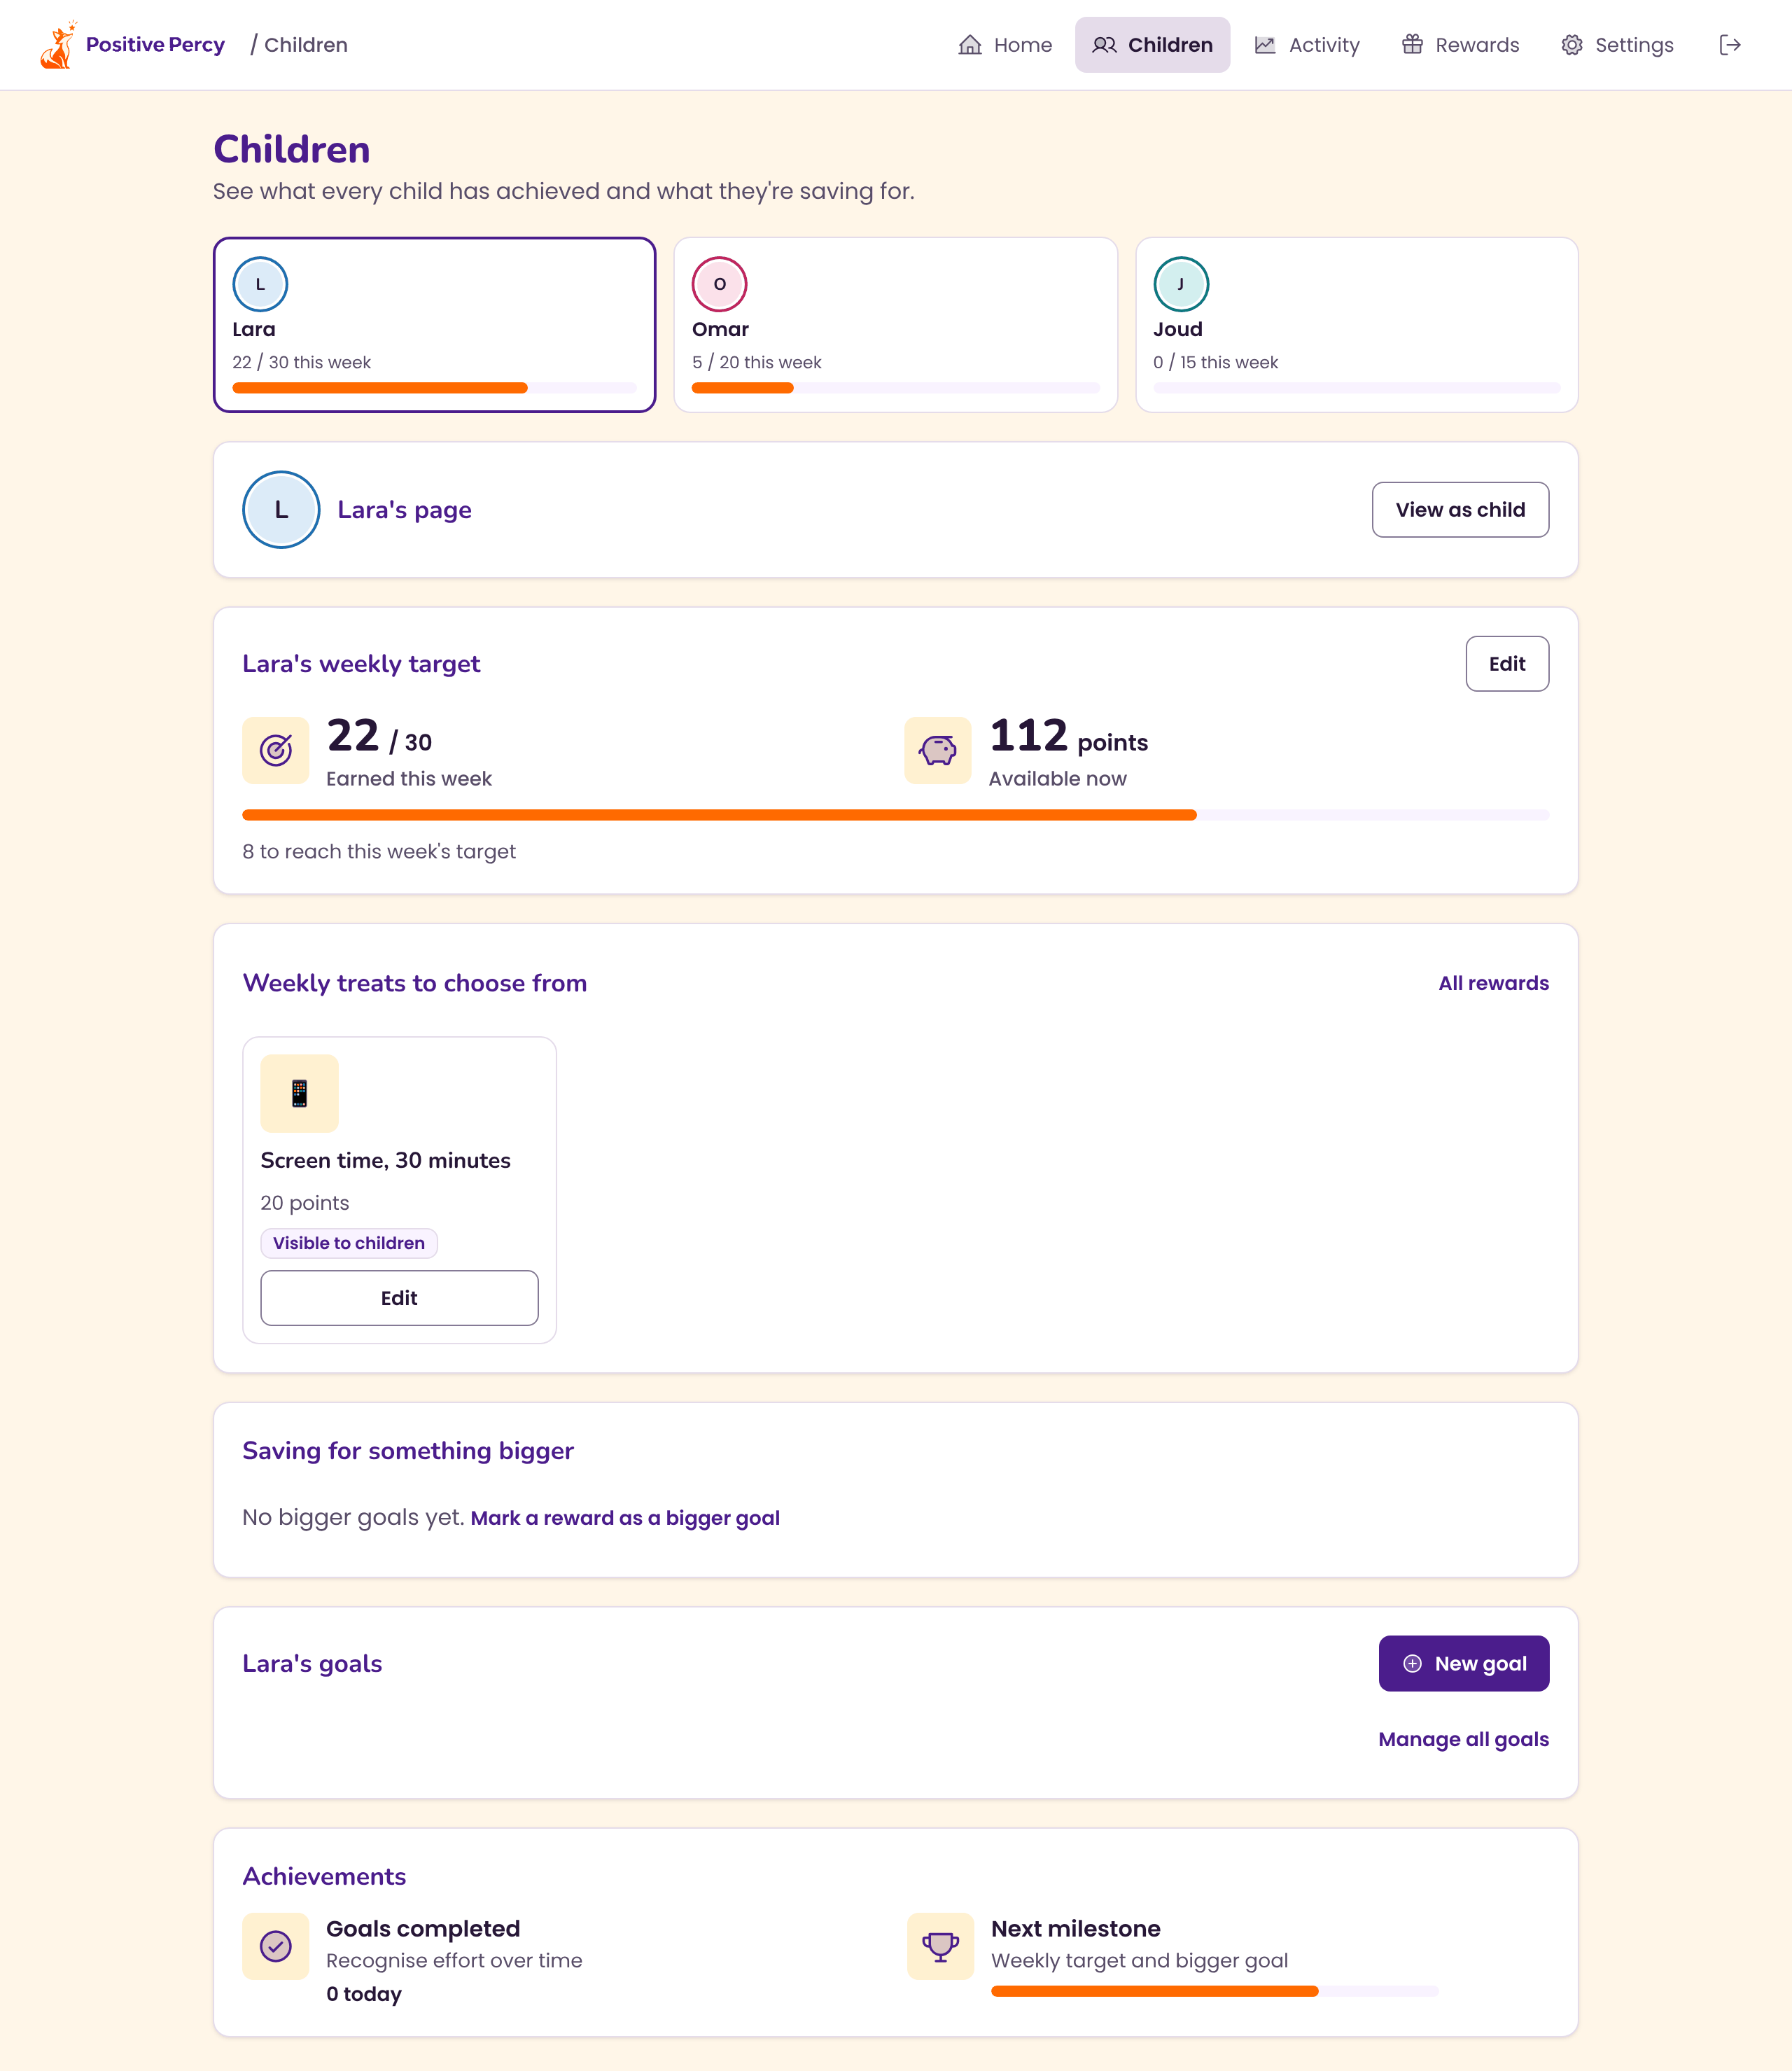 Positive Percy / Children
Home
Children
Activity
Rewards
Settings
Children
See what every child has achieved and what they're saving for.
L
Lara
22 / 30 this week
O
Omar
5 / 20 this week
J
Joud
0 / 15 this week
L
Lara's page
View as child
Lara's weekly target
Edit
22 / 30
Earned this week
112 points
Available now
8 to reach this week's target
Weekly treats to choose from
All rewards
Screen time, 30 minutes
20 points
Visible to children
Edit
Saving for something bigger
No bigger goals yet. Mark a reward as a bigger goal
Lara's goals
New goal
Manage all goals
Achievements
Goals completed
Recognise effort over time
0 today
Next milestone
Weekly target and bigger goal